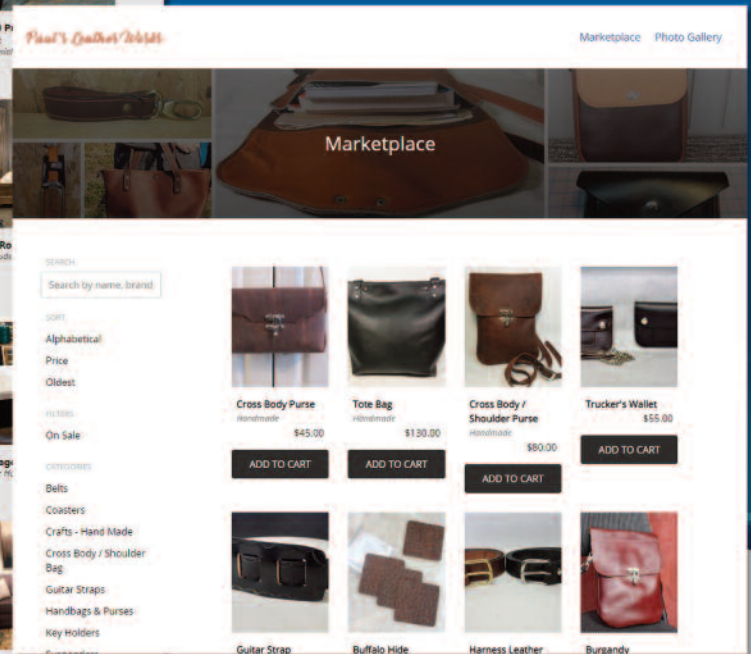 Paul's Leather Works
Marketplace Photo Gallery
Marketplace
SEARCH
Search by name, brand
SORT
Alphabetical
Price
Oldest
FILTERS
On Sale
CATEGORIES
Belts
Coasters
Crafts - Hand Made
Cross Body / Shoulder
Bag
Guitar Straps
Handbags & Purses
Key Holders
Suspenders
Cross Body Purse
Handmade
$45.00
ADD TO CART
Tote Bag
Handmade
$130.00
ADD TO CART
Cross Body /
Shoulder Purse
Handmade
$80.00
ADD TO CART
Trucker's Wallet
$55.00
ADD TO CART
Guitar Strap
Buffalo Hide
Harness Leather
Burgandy